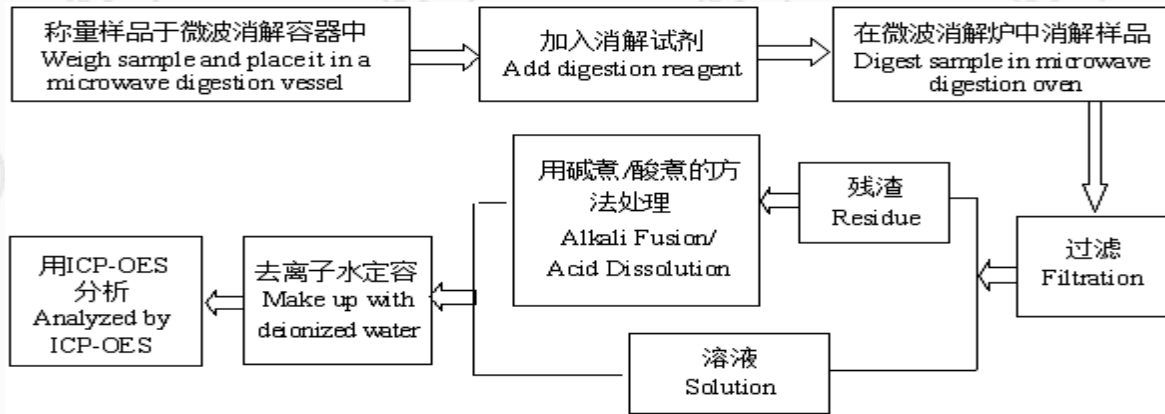 称量样品于微波消解容器中
Weigh sample and place it in a
microwave digestion vessel
加入消解试剂
Add digestion reagent
在微波消解炉中消解样品
Digest sample in microwave
digestion oven
过滤
Filtration
残渣
Residue
用碱煮/酸煮的方
法处理
Alkali Fusion/
Acid Dissolution
溶液
Solution
去离子水定容
Make up with
deionized water
用ICP-OES
分析
Analyzed by
ICP-OES